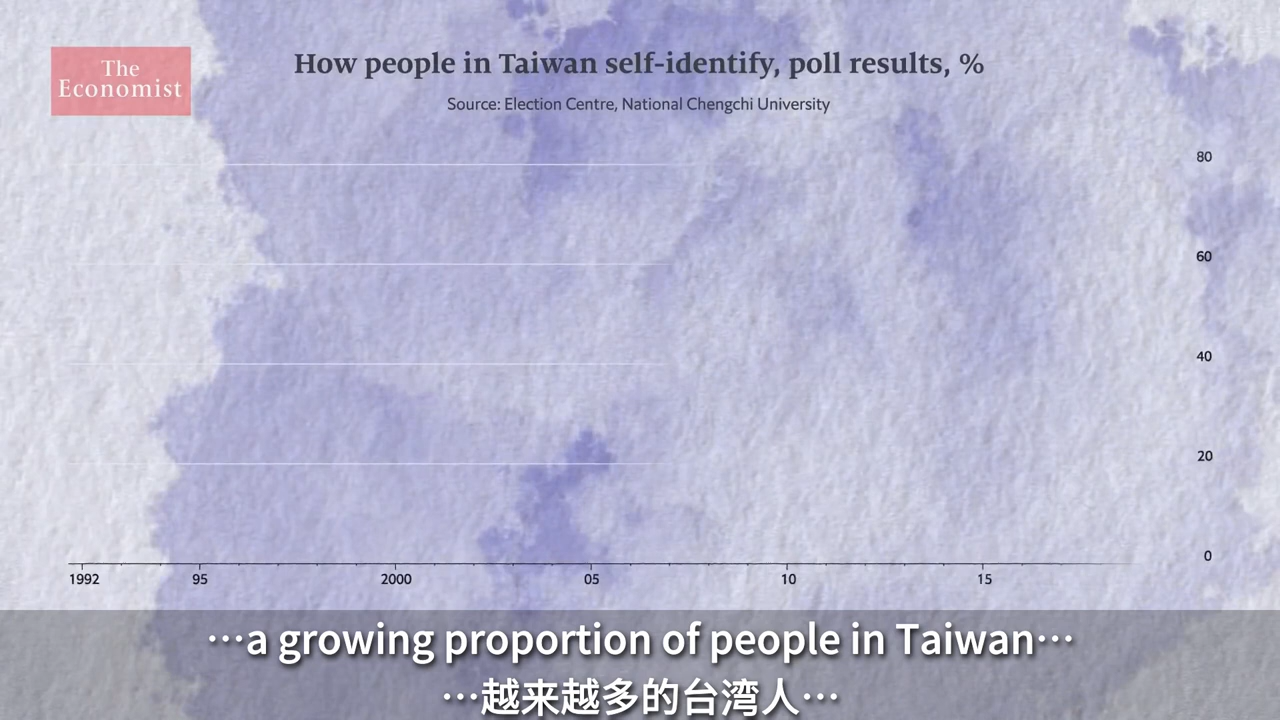 The
Economist
How people in Taiwan self-identify, poll results, %
Source: Election Centre, National Chengchi University
80
60
40
20
0
1992 95 2000 05 10 15
…a growing proportion of people in Taiwan…
…越来越多的台湾人…